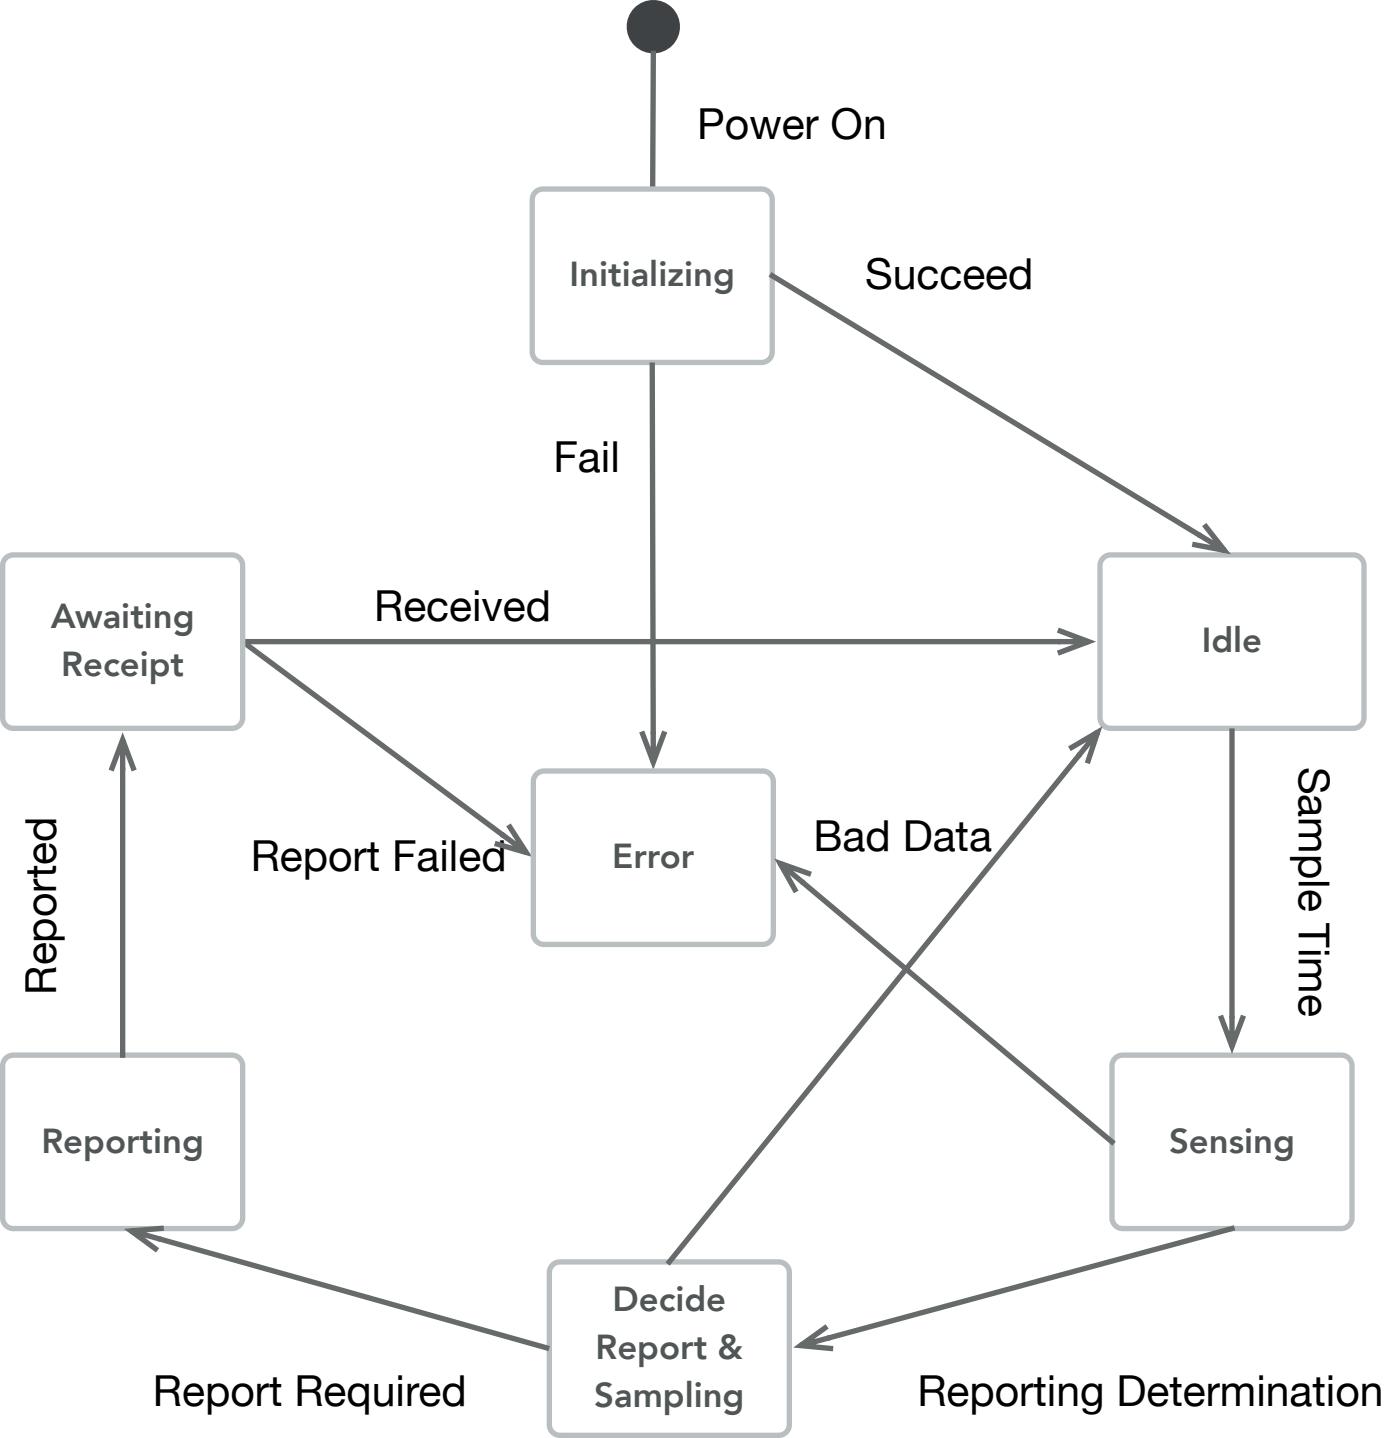 Power On
Initializing
Succeed
Fail
Awaiting
Receipt
Received
Idle
Report Failed
Error
Bad Data
Sample Time
Reported
Reporting
Sensing
Decide
Report &
Sampling
Report Required
Reporting Determination